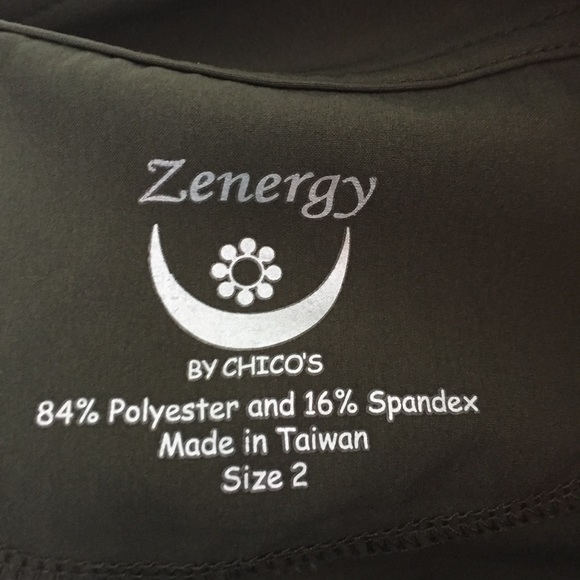 Zenergy
BY CHICO'S
84% Polyester and 16% Spandex
Made in Taiwan
Size 2